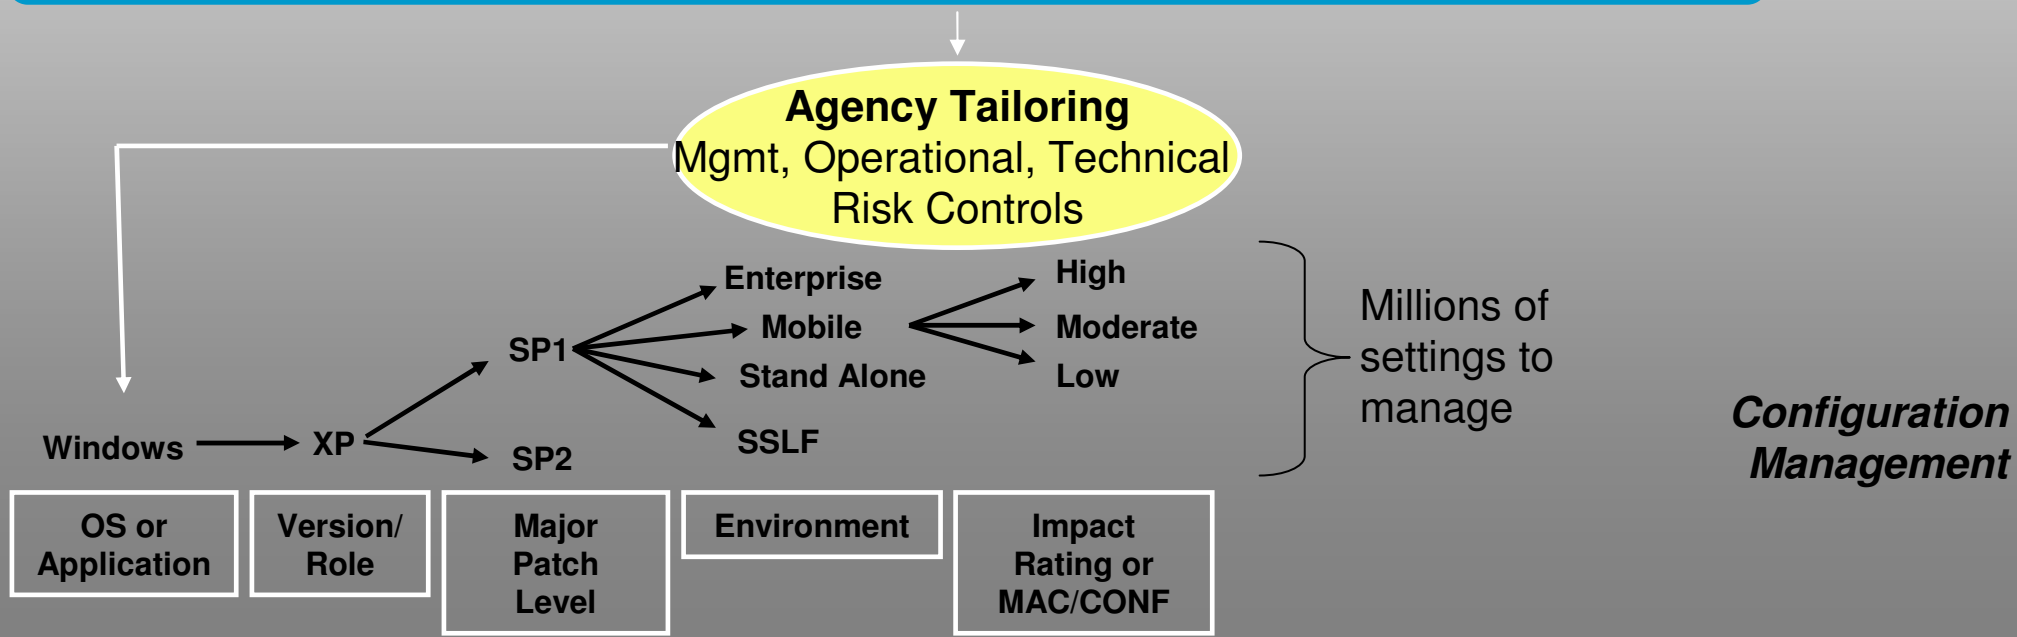 Agency Tailoring
Mgmt, Operational, Technical
Risk Controls
Enterprise
High
Mobile
Moderate
SP1
Stand Alone
Low
Millions of
settings to
manage
Windows
XP
SP2
SSLF
Configuration
Management
OS or
Application
Version/
Role
Major
Patch
Level
Environment
Impact
Rating or
MAC/CONF